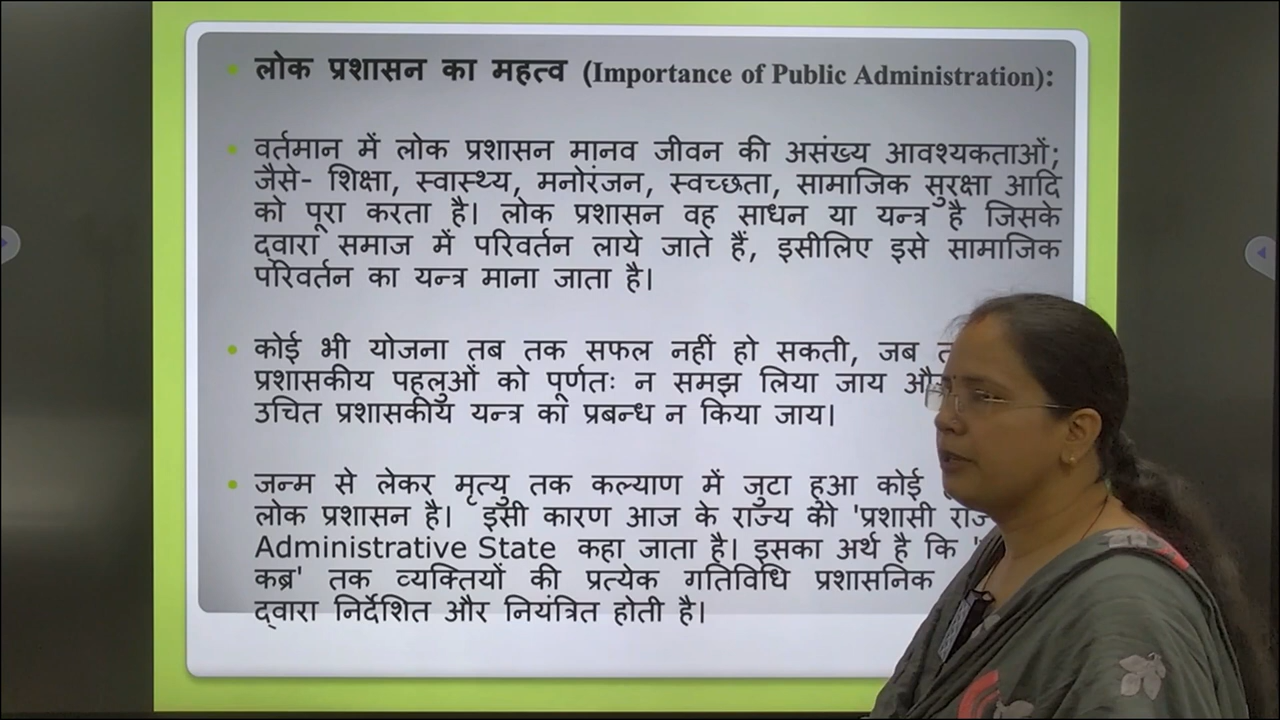 लोक प्रशासन का महत्व (Importance of Public Administration):
वर्तमान में लोक प्रशासन मानव जीवन की असंख्य आवश्यकताओं;
जैसे- शिक्षा, स्वास्थ्य, मनोरंजन, स्वच्छता, सामाजिक सुरक्षा आदि
को पूरा करता है। लोक प्रशासन वह साधन या यन्त्र है जिसके
द्वारा समाज में परिवर्तन लाये जाते हैं, इसीलिए इसे सामाजिक
परिवर्तन का यन्त्र माना जाता है।
कोई भी योजना तब तक सफल नहीं हो सकती, जब
प्रशासकीय पहलुओं को पूर्णतः न समझ लिया जाय
उचित प्रशासकीय यन्त्र का प्रबन्ध न किया जाय।
जन्म से लेकर मृत्यु तक कल्याण में जुटा हुआ कोई
लोक प्रशासन है। इसी कारण आज के राज्य को 'प्रशासी
Administrative State कहा जाता है। इसका अर्थ है कि
कब्र' तक व्यक्तियों की प्रत्येक गतिविधि प्रशासनिक
द्वारा निर्देशित और नियंत्रित होती है।